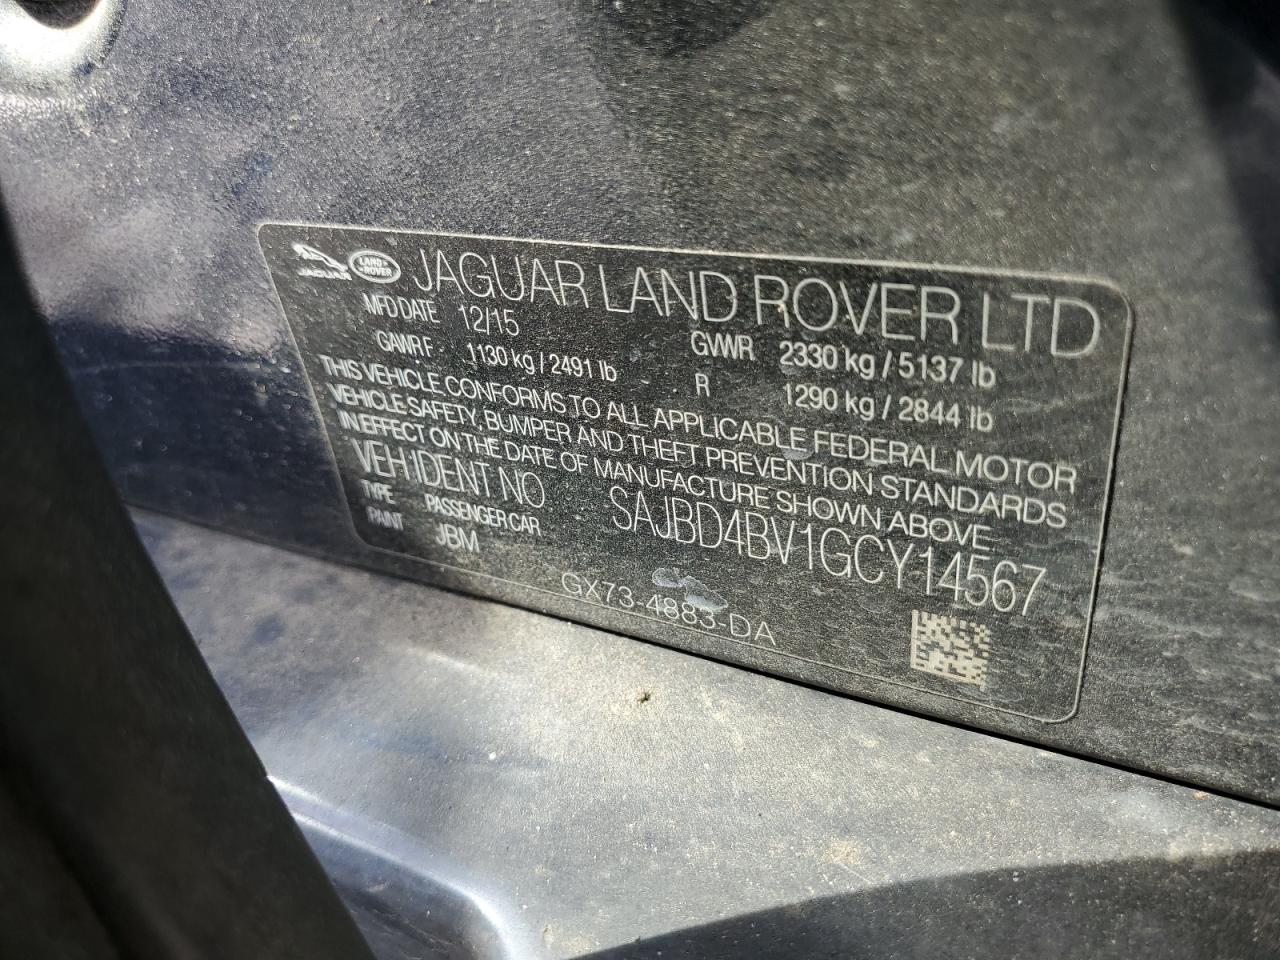 JAGUAR LAND ROVER JAGUAR LAND ROVER LTD
MFD DATE 12/15 GVWR 2330 kg / 5137 lb
GAWR F 1130 kg / 2491 lb R 1290 kg / 2844 lb
THIS VEHICLE CONFORMS TO ALL APPLICABLE FEDERAL MOTOR
VEHICLE SAFETY, BUMPER AND THEFT PREVENTION STANDARDS
IN EFFECT ON THE DATE OF MANUFACTURE SHOWN ABOVE.
VEH IDENT NO SAJBD4BV1GCY14567
TYPE PASSENGER CAR
PAINT JBM
GX73-4883-DA